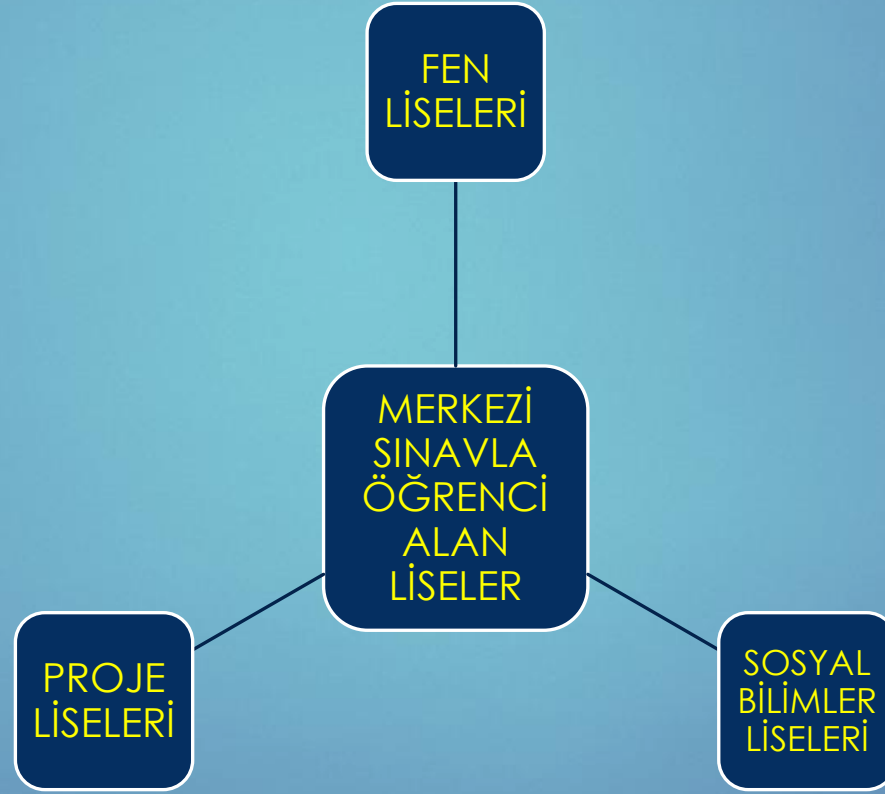 FEN
LİSELERİ
MERKEZİ
SINAVLA
ÖĞRENCİ
ALAN
LİSELER
PROJE
LİSELERİ
SOSYAL
BİLİMLER
LİSELERİ